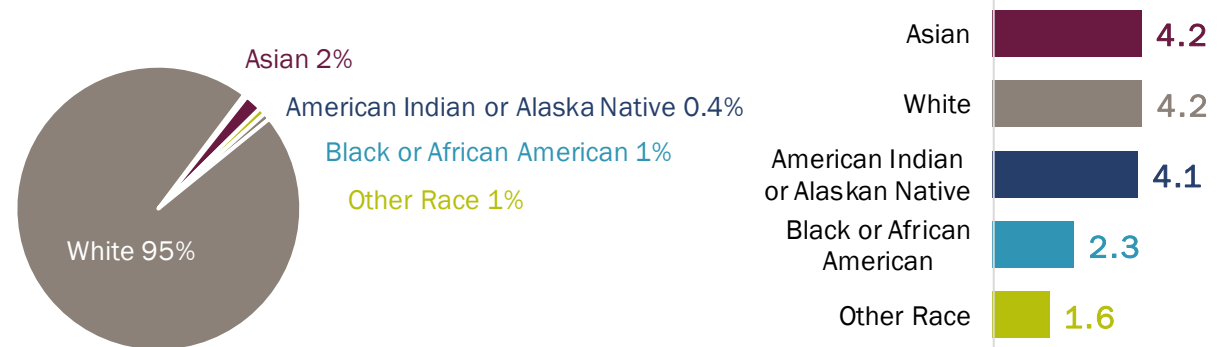 Asian 2%
American Indian or Alaska Native 0.4%
Black or African American 1%
Other Race 1%
White 95%
Asian 4.2
White 4.2
American Indian
or Alaskan Native 4.1
Black or African
American 2.3
Other Race 1.6